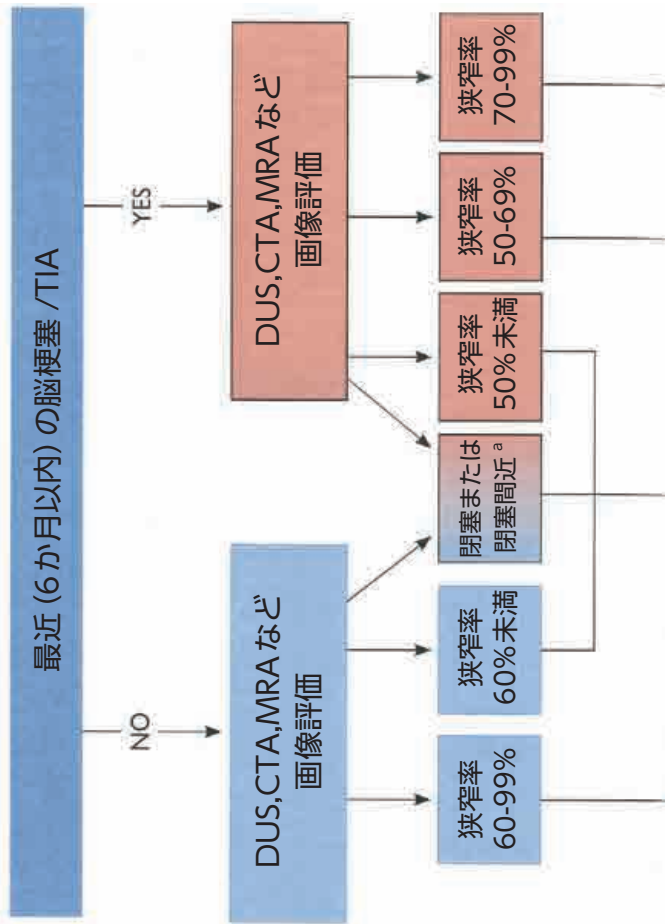 最近 (6か月以内) の脳梗塞 /TIA
NO
YES
DUS,CTA,MRAなど
画像評価
DUS,CTA,MRAなど
画像評価
狭窄率
60-99%
狭窄率
60%未満
閉塞または
閉塞間近 a
狭窄率
50%未満
狭窄率
50-69%
狭窄率
70-99%